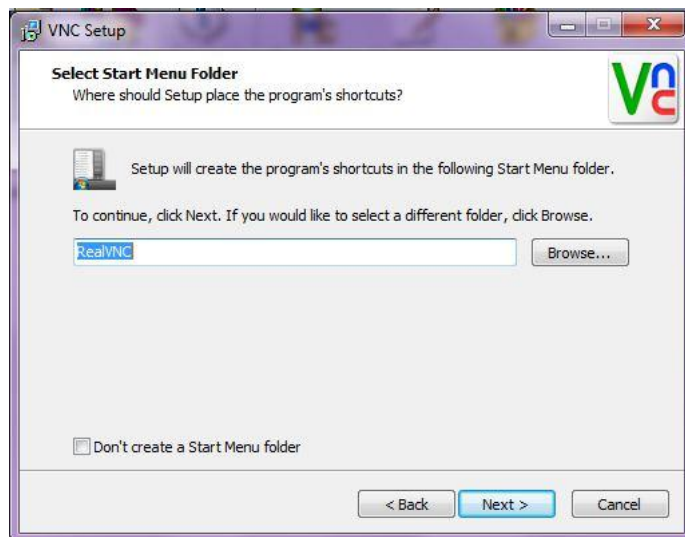 VNC Setup
Select Start Menu Folder
Where should Setup place the program's shortcuts?
Vnc
Setup will create the program's shortcuts in the following Start Menu folder.
To continue, click Next. If you would like to select a different folder, click Browse.
RealVNC
Browse...
Don't create a Start Menu folder
< Back
Next >
Cancel